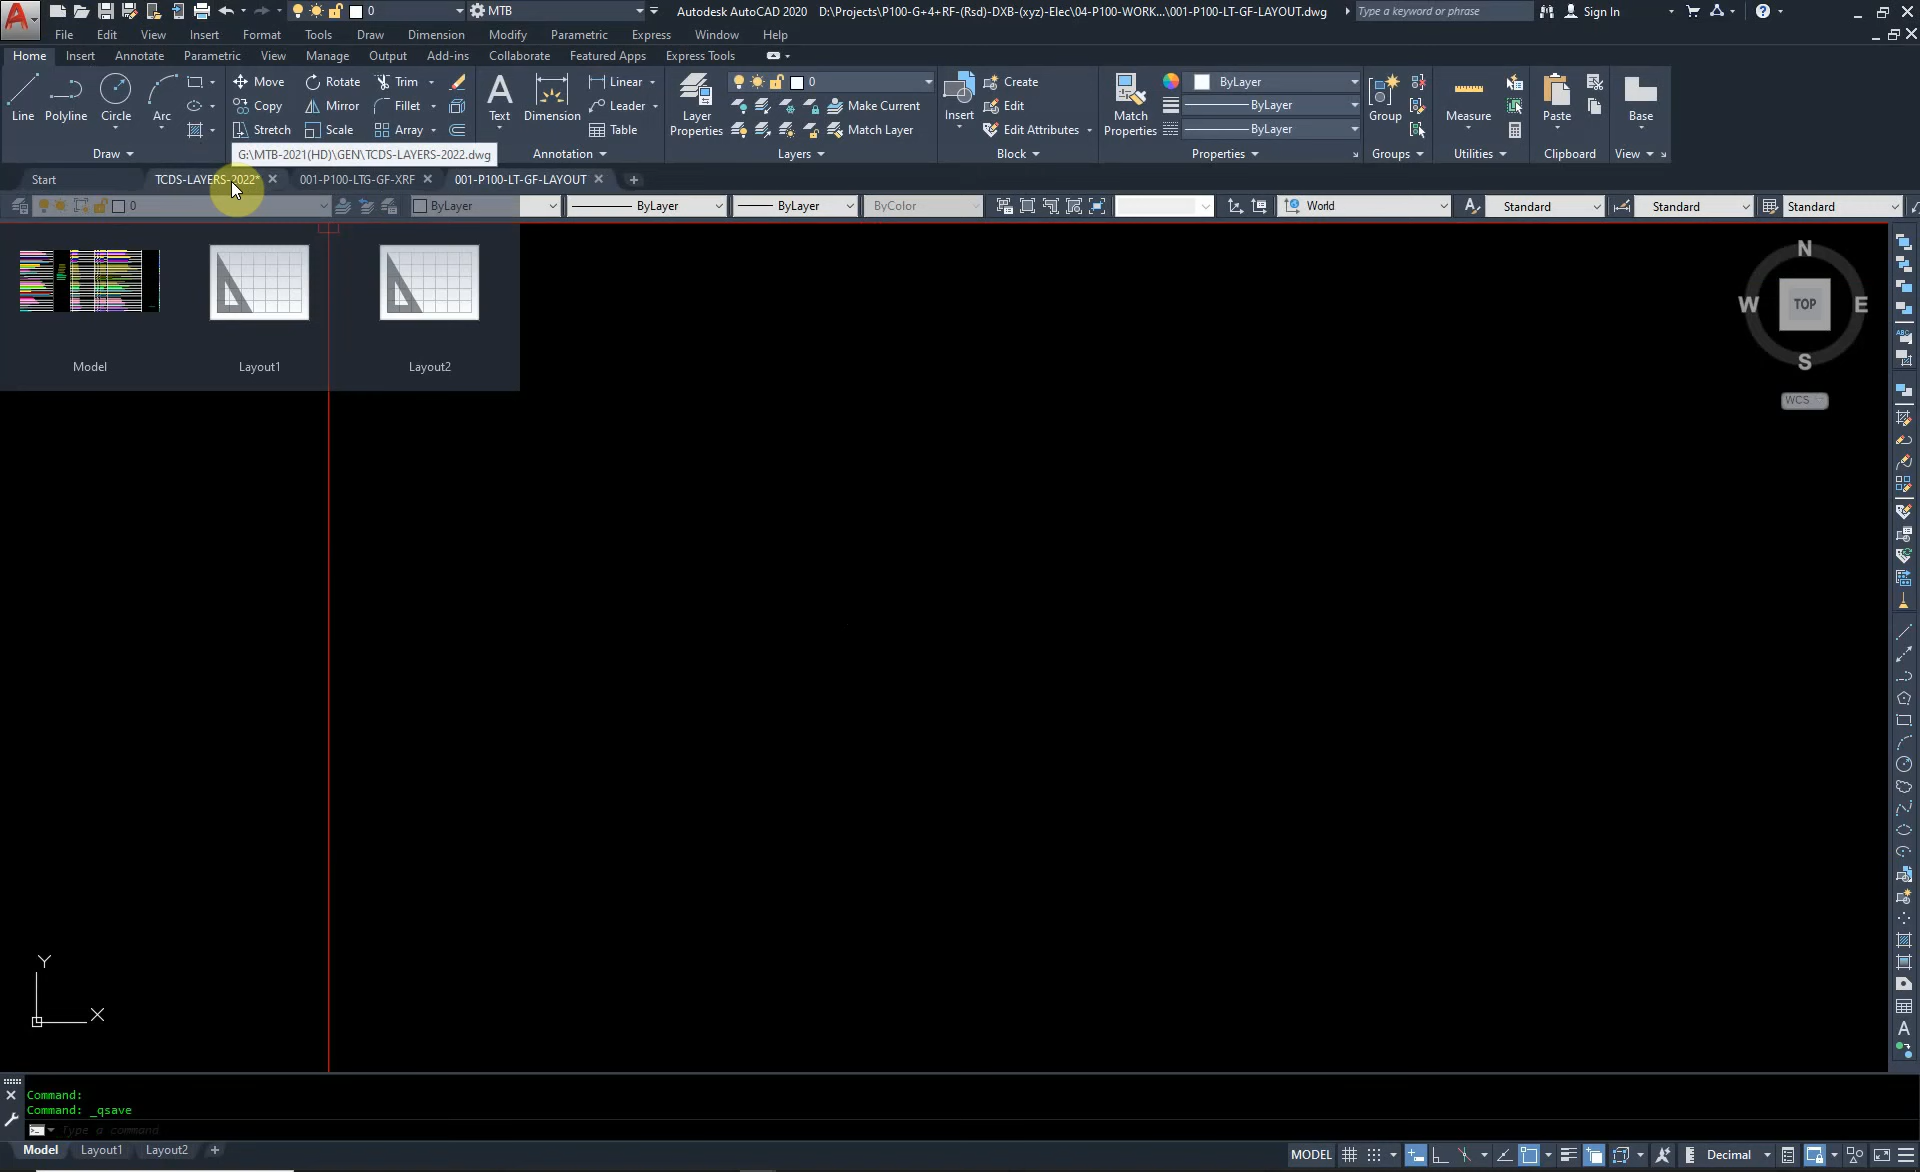 0
MTB
Autodesk AutoCAD 2020 D:\Projects\P100-G+4+RF-(Rsd)-DXB-(xyz)-Elec\04-P100-WORK...\001-P100-LT-GF-LAYOUT.dwg
Type a keyword or phrase
Sign In
File Edit View Insert Format Tools Draw Dimension Modify Parametric Express Window Help
Home Insert Annotate Parametric View Manage Output Add-ins Collaborate Featured Apps Express Tools
Line Polyline Circle Arc
Move Rotate Trim
Copy Mirror Fillet
Stretch Scale Array
Text Dimension
Linear
Leader
Table
Layer Properties
0
Make Current
Match Layer
Insert
Create
Edit
Edit Attributes
Match Properties
ByLayer
ByLayer
ByLayer
Group Measure Paste Base
Draw Annotation Layers Block Properties Groups Utilities Clipboard View
G:\MTB-2021(HD)\GEN\TCDS-LAYERS-2022.dwg
Start TCDS-LAYERS-2022* 001-P100-LTG-GF-XRF 001-P100-LT-GF-LAYOUT
0 ByLayer ByLayer ByLayer ByColor World Standard Standard Standard
Model Layout1 Layout2
N
W TOP E
S
WCS
Y
X
Command:
Command: _qsave
Type a command
Model Layout1 Layout2
MODEL Decimal